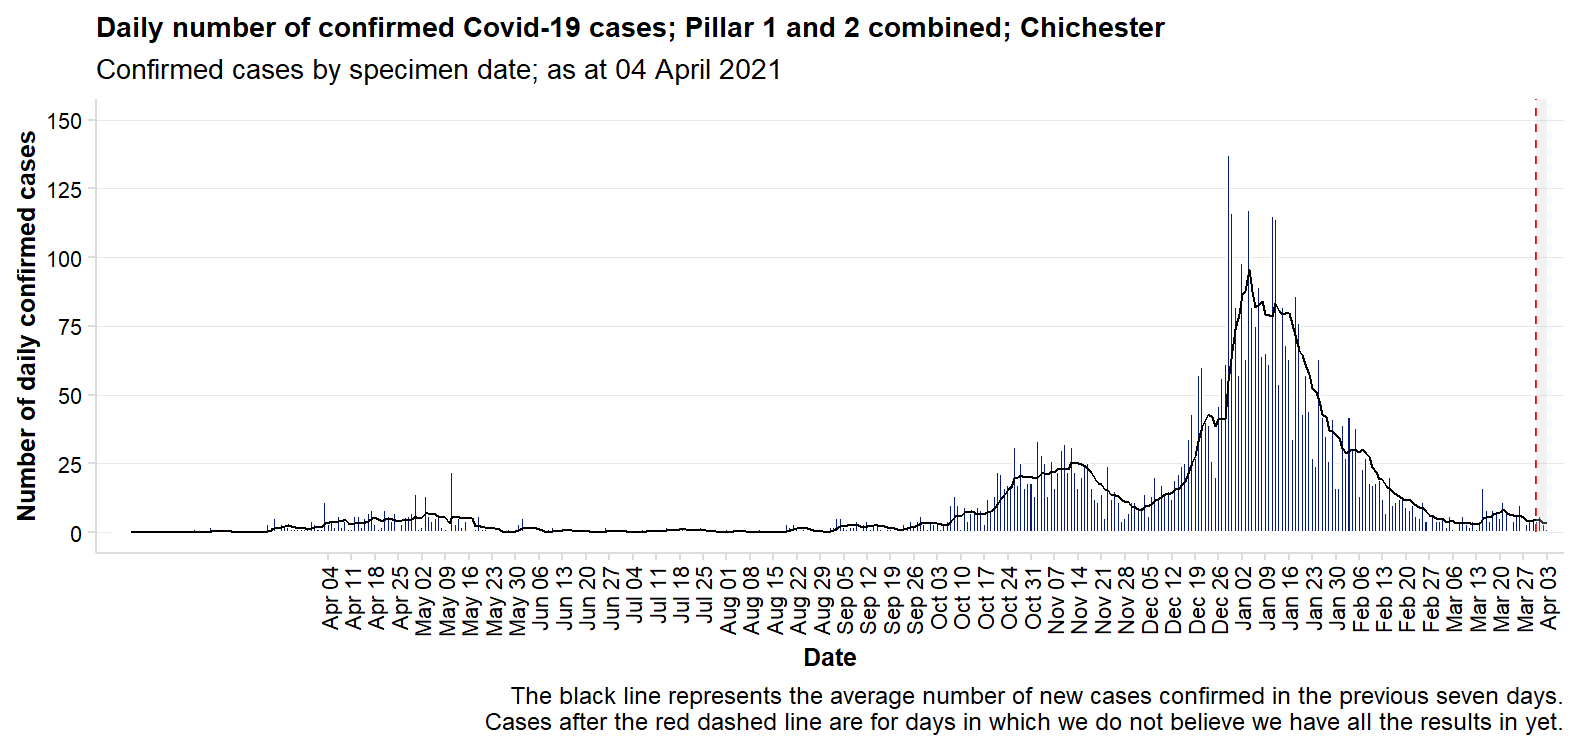 Daily number of confirmed Covid-19 cases; Pillar 1 and 2 combined; Chichester
Confirmed cases by specimen date; as at 04 April 2021
Number of daily confirmed cases
150
125
100
75
50
25
0
Apr 04
Apr 11
Apr 18
Apr 25
May 02
May 09
May 16
May 23
May 30
Jun 06
Jun 13
Jun 20
Jun 27
Jul 04
Jul 11
Jul 18
Jul 25
Aug 01
Aug 08
Aug 15
Aug 22
Aug 29
Sep 05
Sep 12
Sep 19
Sep 26
Oct 03
Oct 10
Oct 17
Oct 24
Oct 31
Nov 07
Nov 14
Nov 21
Nov 28
Dec 05
Dec 12
Dec 19
Dec 26
Jan 02
Jan 09
Jan 16
Jan 23
Jan 30
Feb 06
Feb 13
Feb 20
Feb 27
Mar 06
Mar 13
Mar 20
Mar 27
Apr 03
Date
The black line represents the average number of new cases confirmed in the previous seven days.
Cases after the red dashed line are for days in which we do not believe we have all the results in yet.